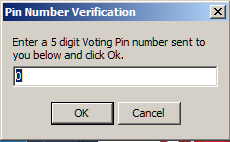 Pin Number Verification
Enter a 5 digit Voting Pin number sent to
you below and click Ok.
0
OK Cancel